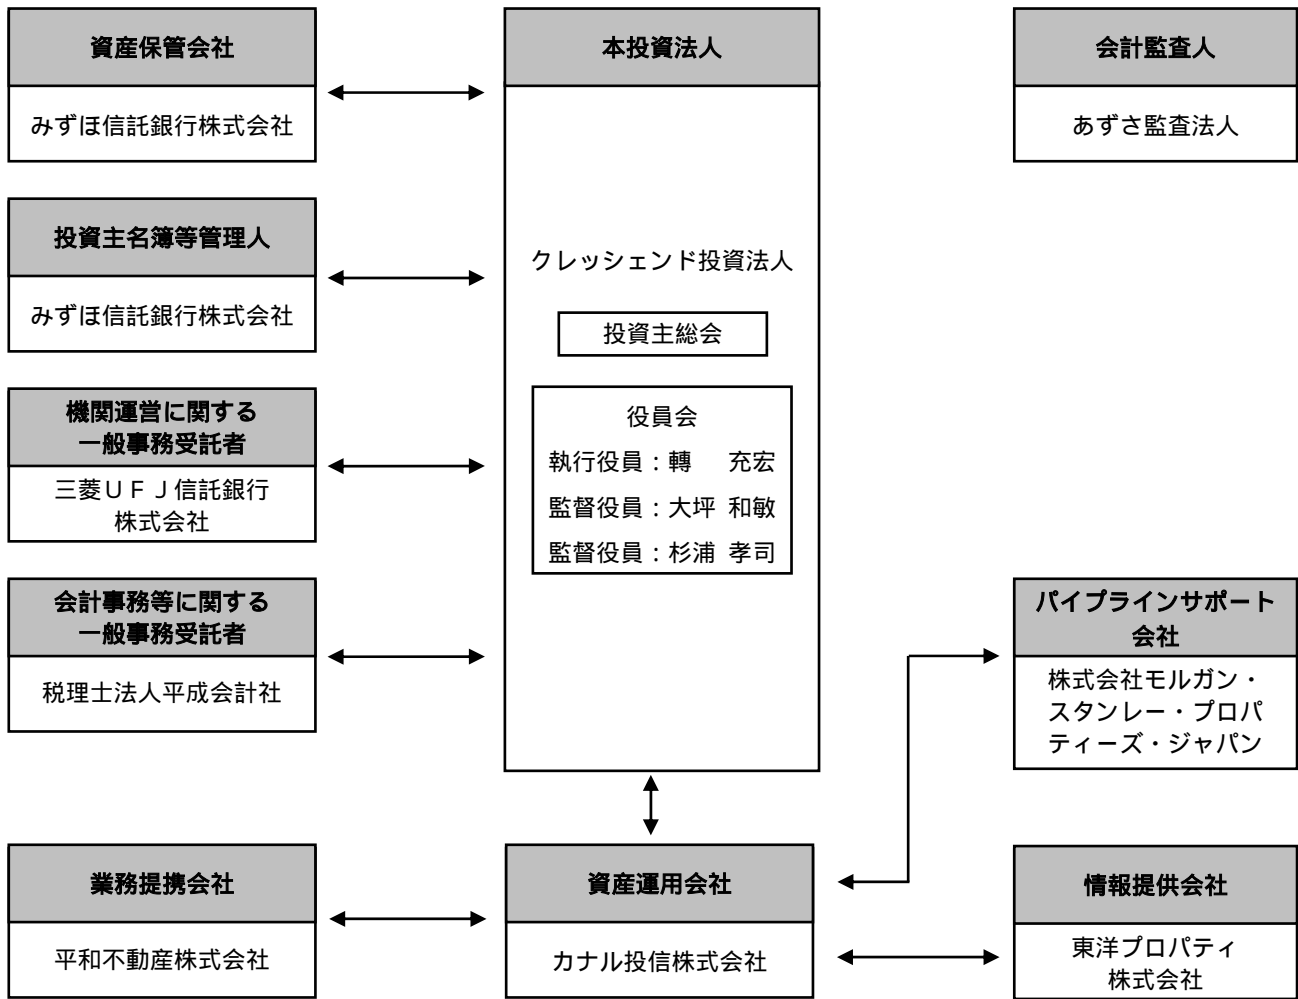 資産保管会社
みずほ信託銀行株式会社
投資主名簿等管理人
みずほ信託銀行株式会社
機関運営に関する
一般事務受託者
三菱ＵＦＪ信託銀行
株式会社
会計事務等に関する
一般事務受託者
税理士法人平成会計社
業務提携会社
平和不動産株式会社
本投資法人
クレッシェンド投資法人
投資主総会
役員会
執行役員：轉　充宏
監督役員：大坪 和敏
監督役員：杉浦 孝司
資産運用会社
カナル投信株式会社
会計監査人
あずさ監査法人
パイプラインサポート
会社
株式会社モルガン・
スタンレー・プロパ
ティーズ・ジャパン
情報提供会社
東洋プロパティ
株式会社